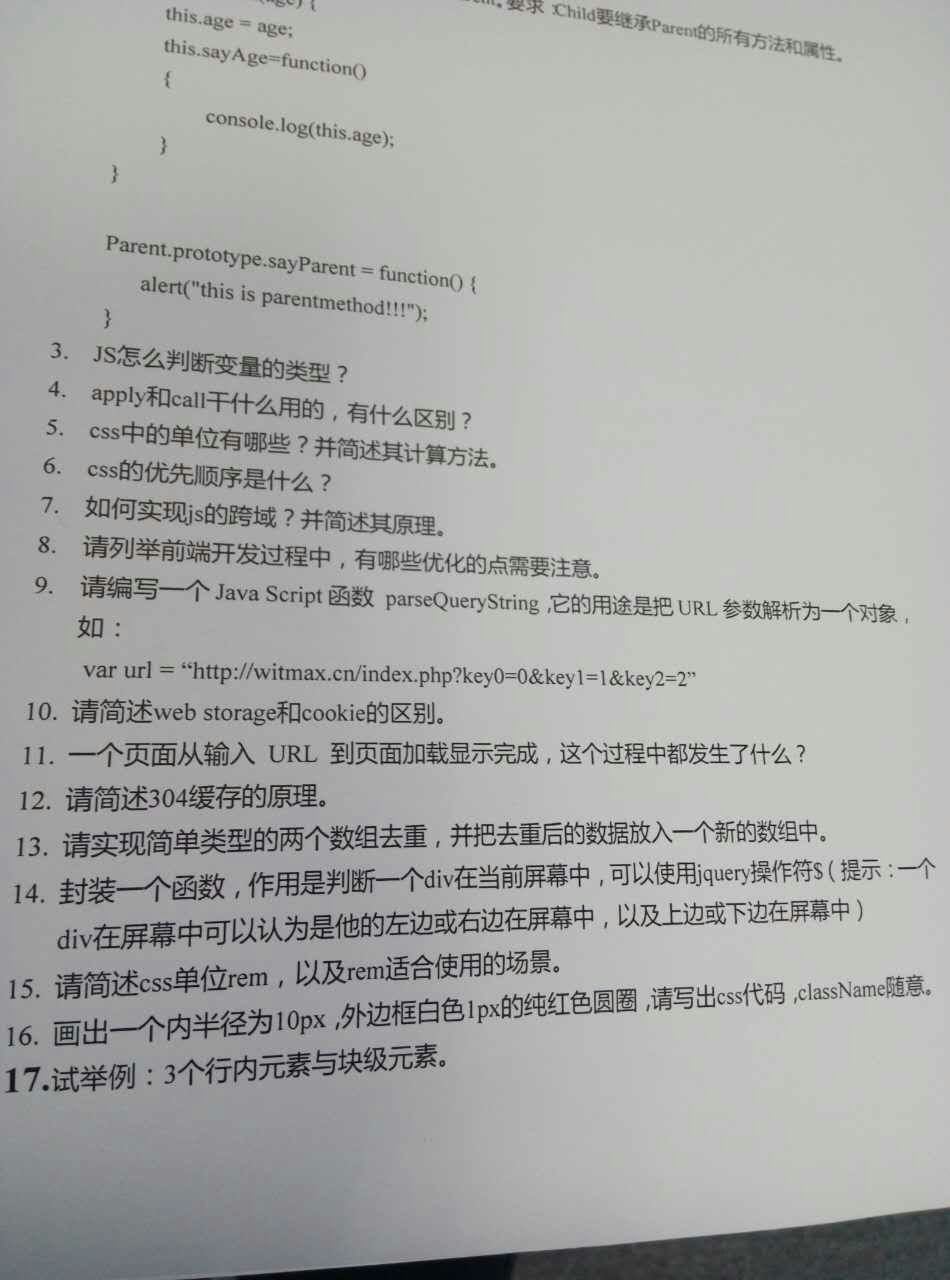 要求:Child要继承Parent的所有方法和属性。
this.age = age;
this.sayAge=function()
{
console.log(this.age);
}
}
Parent.prototype.sayParent = function() {
alert("this is parentmethod!!!");
}
3. JS怎么判断变量的类型？
4. apply和call干什么用的，有什么区别？
5. css中的单位有哪些？并简述其计算方法。
6. css的优先顺序是什么？
7. 如何实现js的跨域？并简述其原理。
8. 请列举前端开发过程中，有哪些优化的点需要注意。
9. 请编写一个 Java Script 函数 parseQueryString ,它的用途是把 URL 参数解析为一个对象，
如：
var url = “http://witmax.cn/index.php?key0=0&key1=1&key2=2”
10. 请简述web storage和cookie的区别。
11. 一个页面从输入 URL 到页面加载显示完成，这个过程中都发生了什么？
12. 请简述304缓存的原理。
13. 请实现简单类型的两个数组去重，并把去重后的数据放入一个新的数组中。
14. 封装一个函数，作用是判断一个div在当前屏幕中，可以使用jquery操作符$（提示：一个
div在屏幕中可以认为是他的左边或右边在屏幕中，以及上边或下边在屏幕中）
15. 请简述css单位rem，以及rem适合使用的场景。
16. 画出一个内半径为10px ,外边框白色1px的纯红色圆圈 ,请写出css代码 ,className随意。
17.试举例：3个行内元素与块级元素。